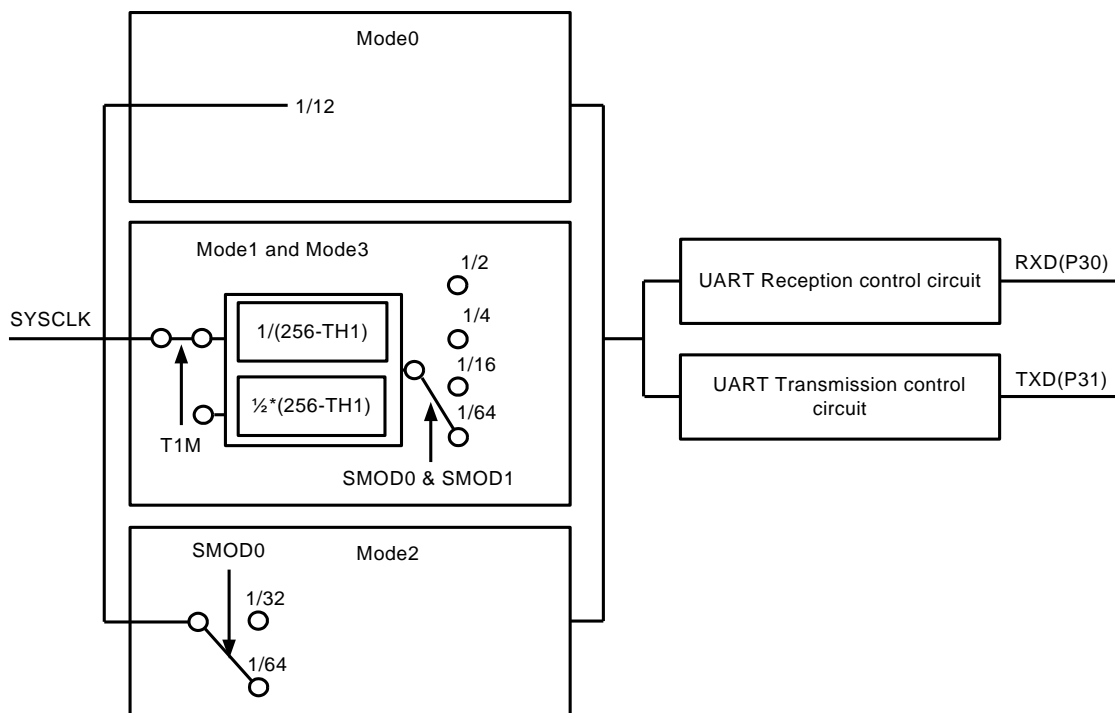 Mode0
1/12
Mode1 and Mode3
1/2
SYSCLK
1/(256-TH1)
1/4
½*(256-TH1)
1/16
1/64
T1M
SMOD0 & SMOD1
SMOD0
Mode2
1/32
1/64
UART Reception control circuit
RXD(P30)
UART Transmission control
circuit
TXD(P31)